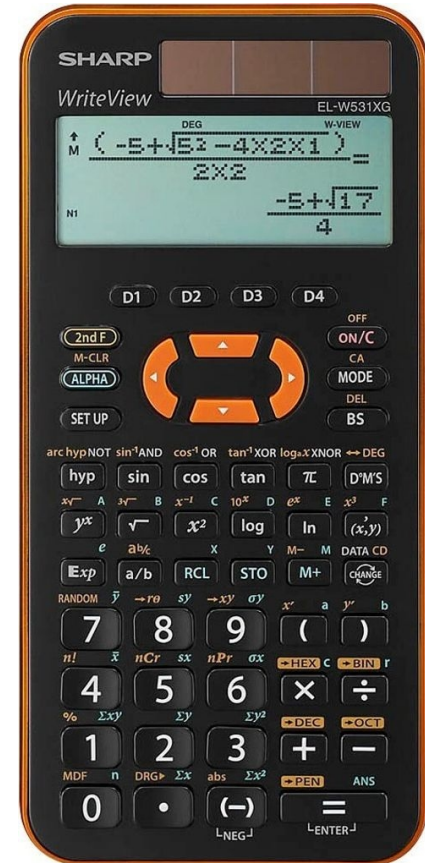 SHARP
WriteView
EL-W531XG
DEG W-VIEW
M (-5+√5²-4×2×1) =
2×2
N1 -5+√17
4
D1 D2 D3 D4
OFF
2nd F ON/C
M-CLR CA
ALPHA MODE
DEL
SET UP BS
arc hyp NOT sin⁻¹ AND cos⁻¹ OR tan⁻¹ XOR logₐx XNOR ↔DEG
hyp sin cos tan π D°M'S
ˣ√ A ³√ B x⁻¹ C 10ˣ D eˣ E x³ F
yˣ √ x² log ln (x,y)
e ab/c X Y M− M DATA CD
Exp a/b RCL STO M+ CHANGE
RANDOM ȳ →rθ sy →xy σy x′ a y′ b
7 8 9 ( )
n! x̄ nCr sx nPr σx →HEX c →BIN r
4 5 6 × ÷
% Σxy Σy Σy² →DEC →OCT
1 2 3 + −
MDF n DRG▸ Σx abs Σx² →PEN ANS
0 • (−) =
NEG ENTER